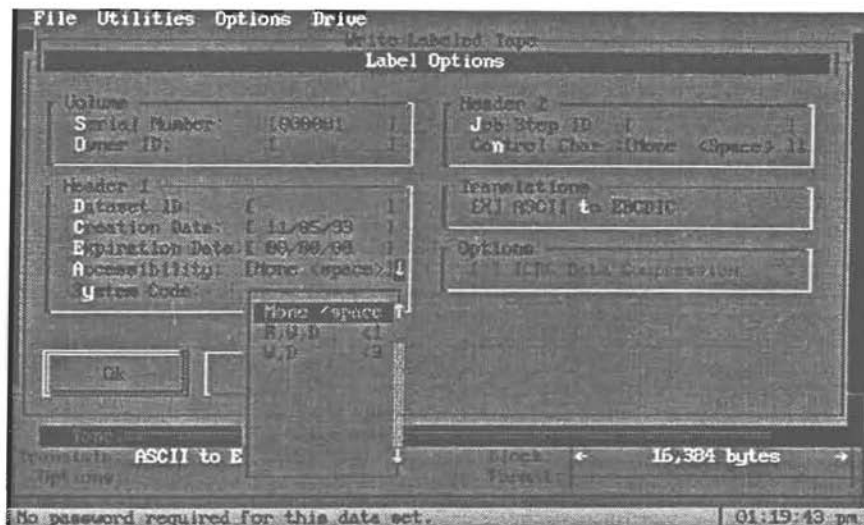 File Utilities Options Drive
Write Labeled Tape
Label Options
Volume
Serial Number: [000001 ]
Owner ID: [ ]
Header 2
Job Step ID : [ ]
Control Char :[None <Space> ]↓
Header 1
Dataset ID: [ ]
Creation Date: [ 11/05/93 ]
Expiration Date: [ 00/00/00 ]
Accessibility: [None <space>]↓
System Code:
Translations
[X] ASCII to EBCDIC
Options
Data Compression
None <space ↑
R,W,D <1
W,D <3
Ok
ASCII to E
↓
Block
← 16,384 bytes →
Options:
Format:
No password required for this data set.
01:19:43 pm